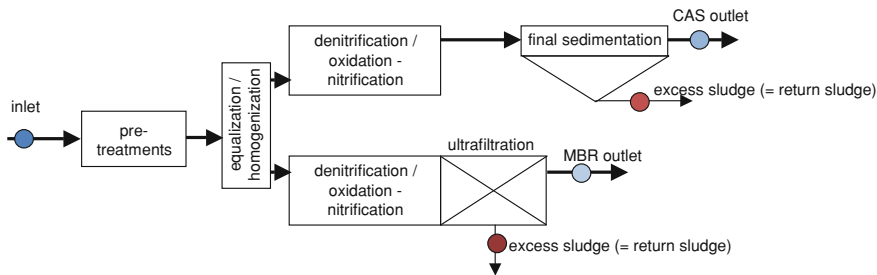 inlet
pre-
treatments
equalization /
homogenization
denitrification /
oxidation -
nitrification
final sedimentation
CAS outlet
excess sludge (= return sludge)
denitrification /
oxidation -
nitrification
ultrafiltration
MBR outlet
excess sludge (= return sludge)